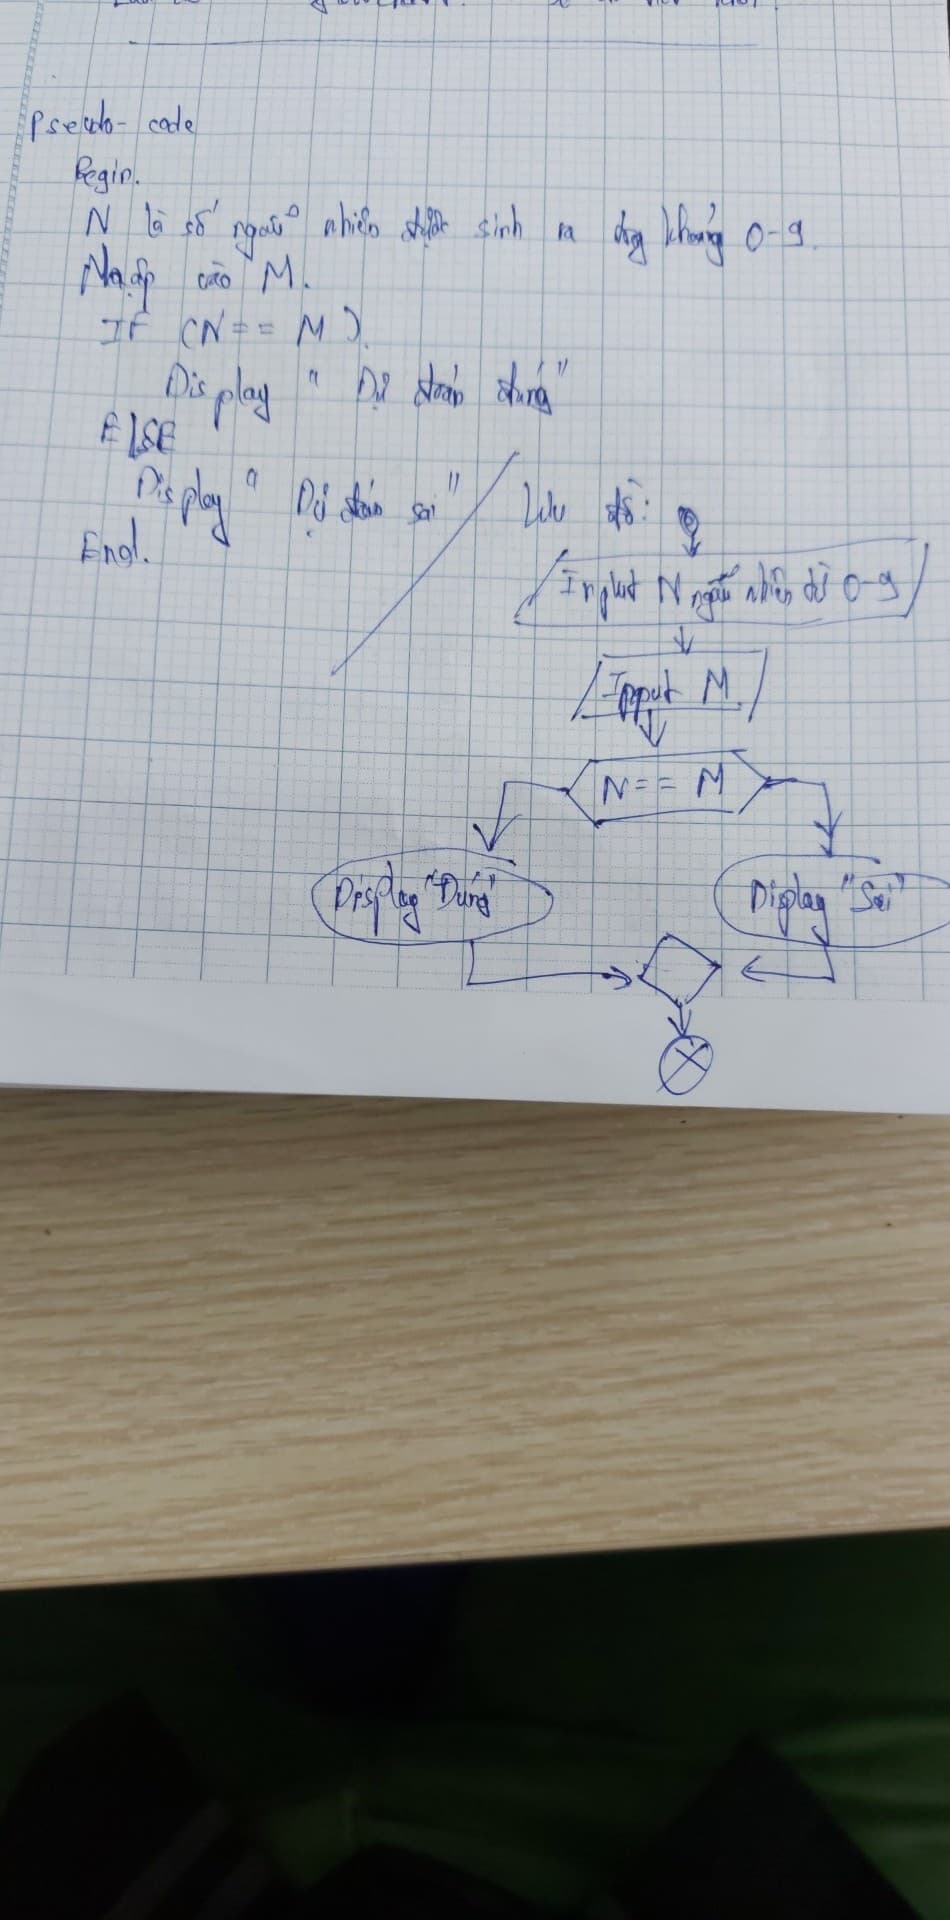 Pseudo-code
Begin.
N là số ngẫu nhiên được sinh ra trong khoảng 0-9.
Nhập vào M.
IF (N == M).
Display "Dự đoán đúng"
ELSE
Display "Dự đoán sai"
End.
Lưu đồ:
Input N ngẫu nhiên từ 0-9
Input M
N == M
Display "Đúng"
Display "Sai"